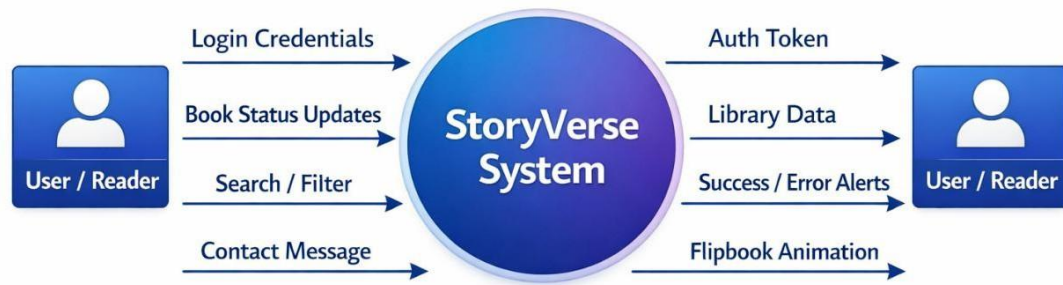 Login Credentials
Book Status Updates
Search / Filter
Contact Message
User / Reader
StoryVerse
System
Auth Token
Library Data
Success / Error Alerts
Flipbook Animation
User / Reader